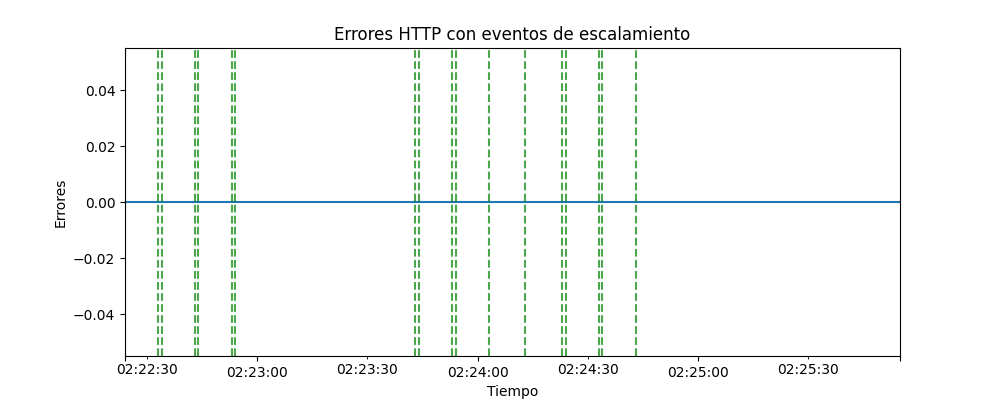 Errores HTTP con eventos de escalamiento
0.04
0.02
0.00
−0.02
−0.04
Errores
02:22:30 02:23:00 02:23:30 02:24:00 02:24:30 02:25:00 02:25:30
Tiempo